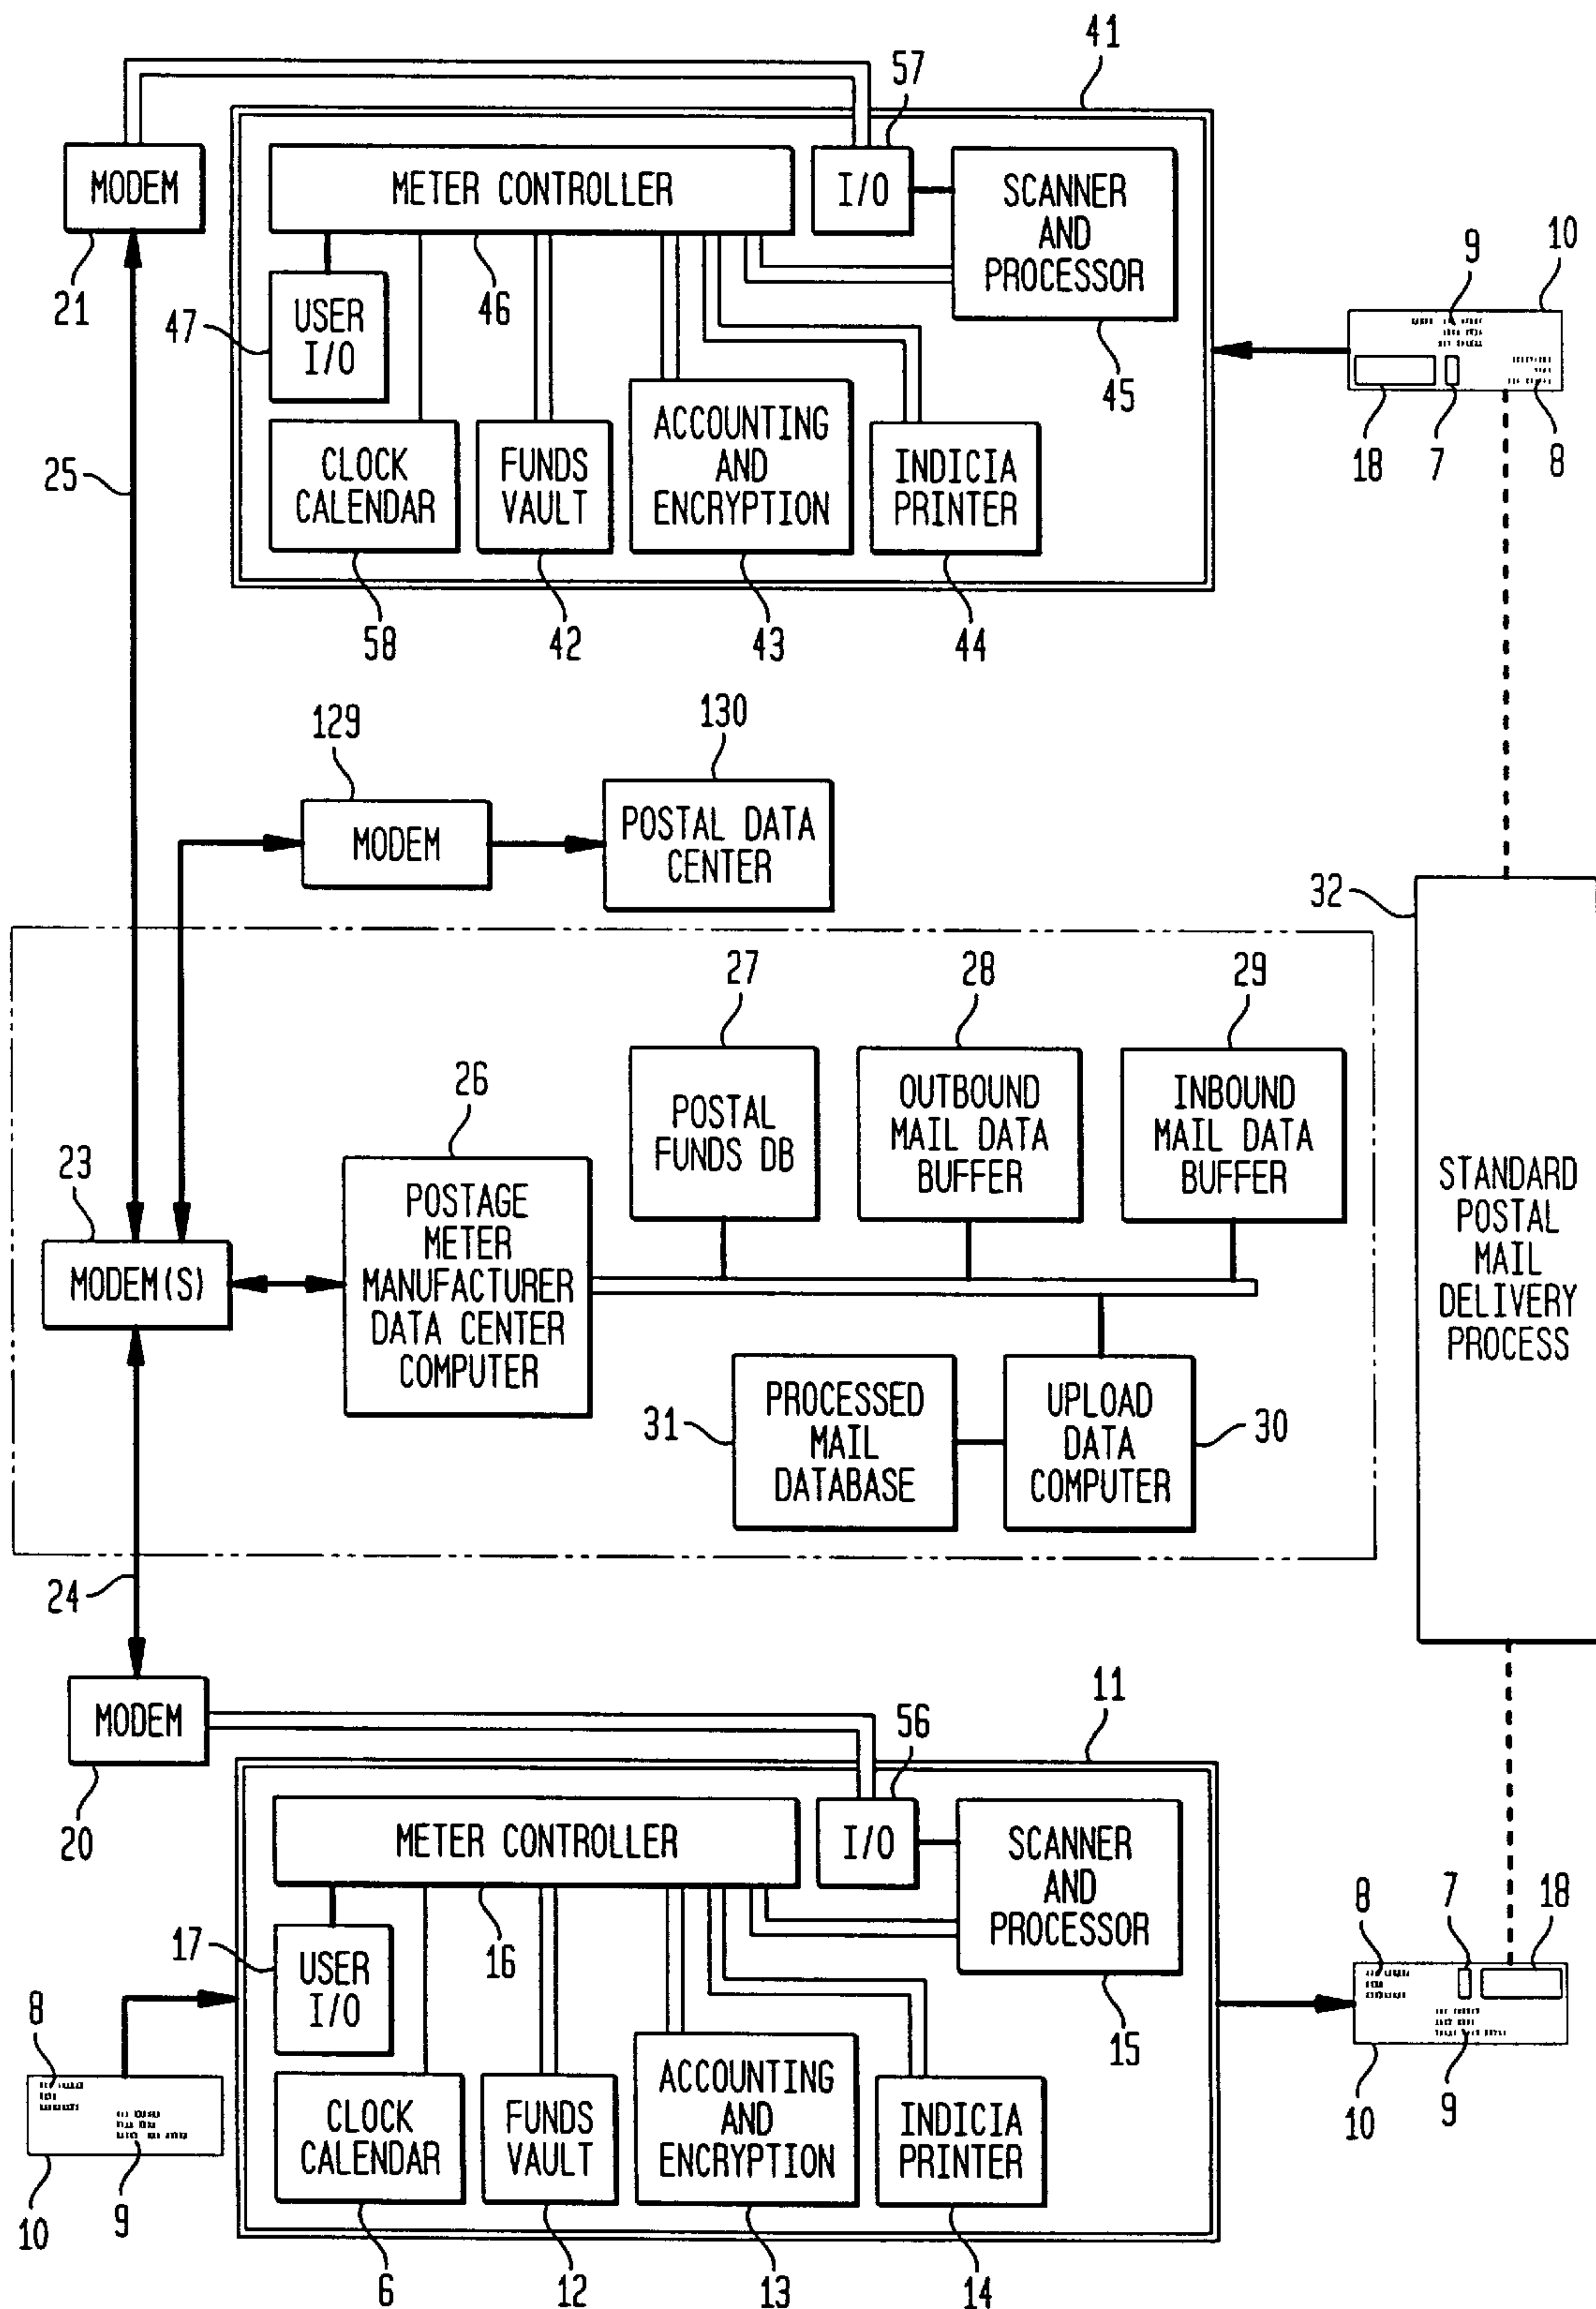 41
57
MODEM
METER CONTROLLER
I/O
SCANNER
AND
PROCESSOR
21
47
USER
I/O
46
45
9
10
18
7
8
25
CLOCK
CALENDAR
FUNDS
VAULT
ACCOUNTING
AND
ENCRYPTION
INDICIA
PRINTER
58
42
43
44
129
130
MODEM
POSTAL DATA
CENTER
32
27
28
29
26
POSTAL
FUNDS DB
OUTBOUND
MAIL DATA
BUFFER
INBOUND
MAIL DATA
BUFFER
23
MODEM(S)
POSTAGE
METER
MANUFACTURER
DATA CENTER
COMPUTER
STANDARD
POSTAL
MAIL
DELIVERY
PROCESS
31
PROCESSED
MAIL
DATABASE
UPLOAD
DATA
COMPUTER
30
24
MODEM
20
11
56
METER CONTROLLER
I/O
SCANNER
AND
PROCESSOR
17
USER
I/O
16
15
8
7
18
10
9
8
10
9
CLOCK
CALENDAR
FUNDS
VAULT
ACCOUNTING
AND
ENCRYPTION
INDICIA
PRINTER
6
12
13
14